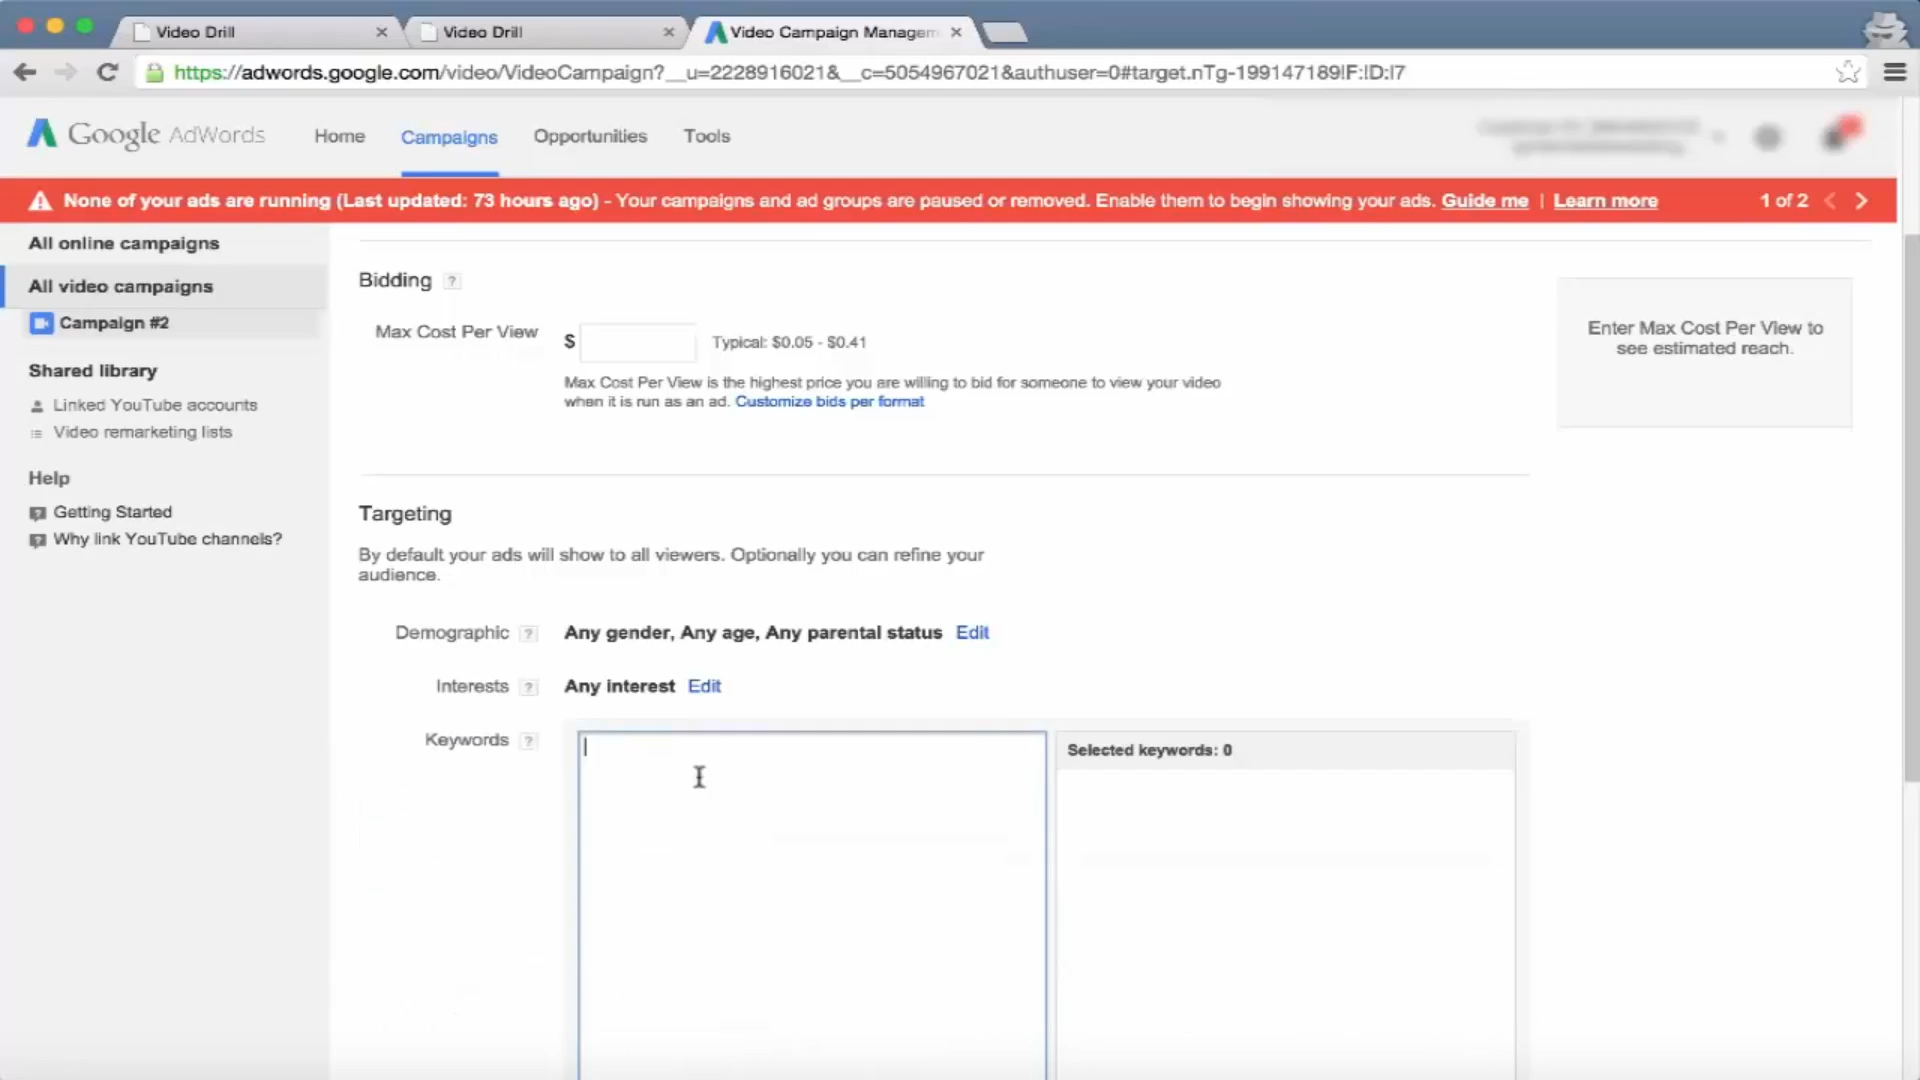 Video Drill
Video Drill
Video Campaign Managem
https://adwords.google.com/video/VideoCampaign?__u=2228916021&__c=5054967021&authuser=0#target.nTg-199147189!F:!D:!7
Google AdWords
Home
Campaigns
Opportunities
Tools
None of your ads are running (Last updated: 73 hours ago) - Your campaigns and ad groups are paused or removed. Enable them to begin showing your ads. Guide me | Learn more
1 of 2
All online campaigns
All video campaigns
Campaign #2
Shared library
Linked YouTube accounts
Video remarketing lists
Help
Getting Started
Why link YouTube channels?
Bidding ?
Max Cost Per View
$
Typical: $0.05 - $0.41
Max Cost Per View is the highest price you are willing to bid for someone to view your video
when it is run as an ad. Customize bids per format
Enter Max Cost Per View to
see estimated reach.
Targeting
By default your ads will show to all viewers. Optionally you can refine your
audience.
Demographic ? Any gender, Any age, Any parental status Edit
Interests ? Any interest Edit
Keywords ?
Selected keywords: 0